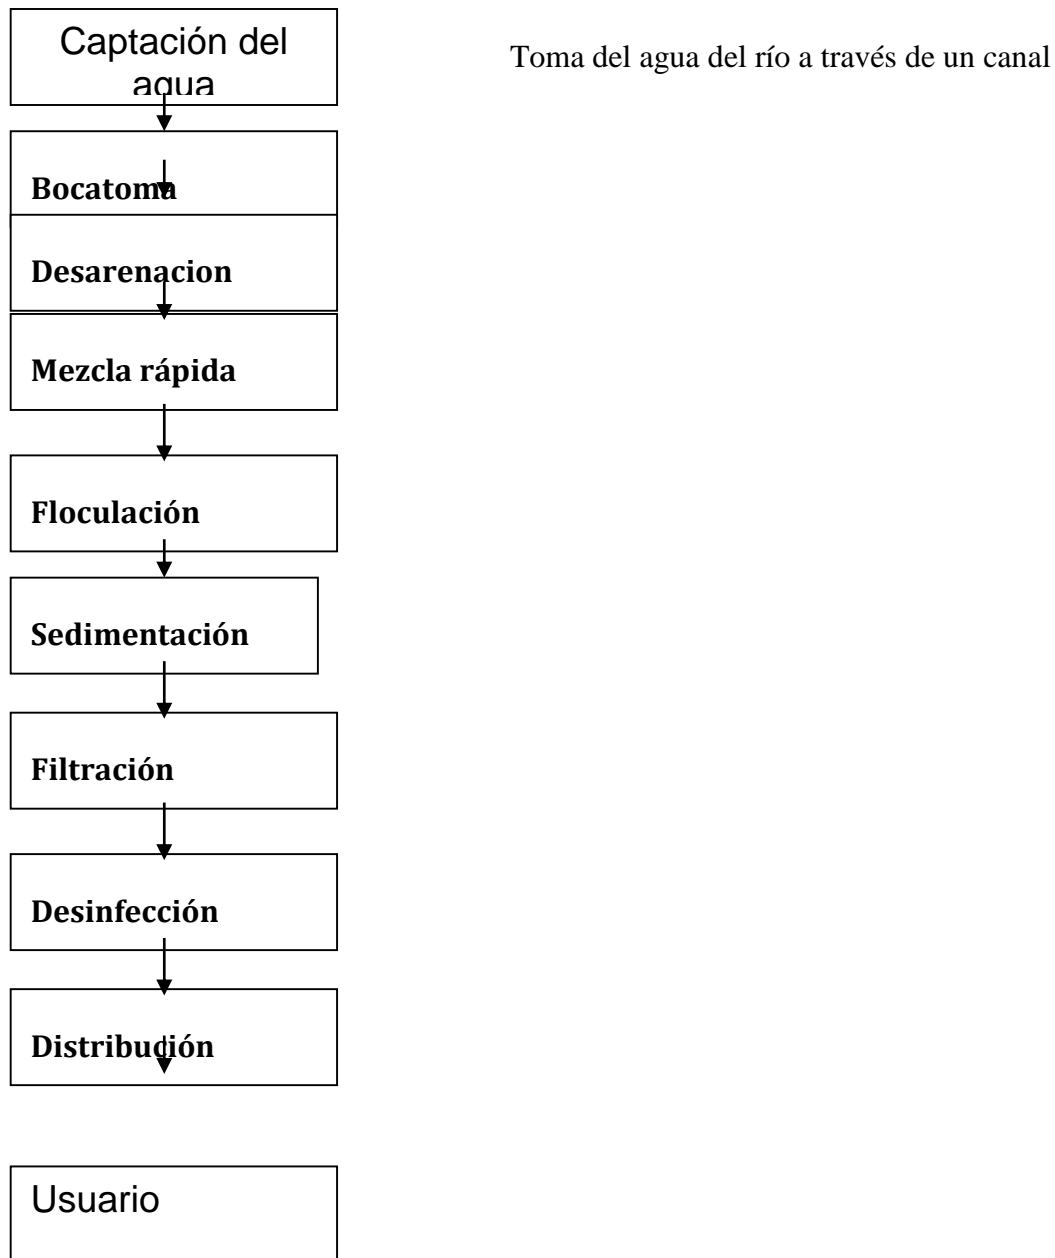 Captación del
agua
Toma del agua del río a través de un canal
Bocatoma
Desarenacion
Mezcla rápida
Floculación
Sedimentación
Filtración
Desinfección
Distribución
Usuario